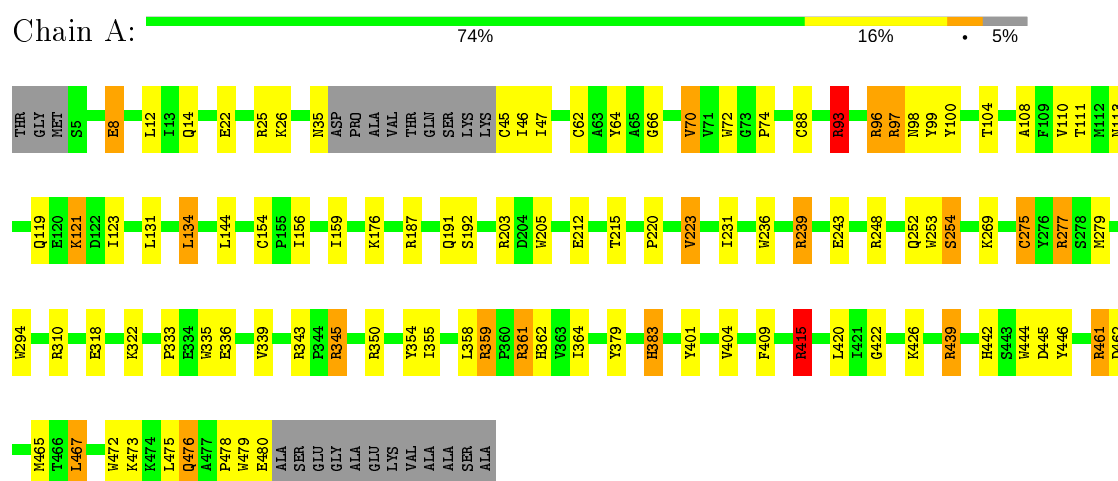 Chain A:
74% 16% • 5%
THR GLY MET S5 E8 L12 I13 Q14 E22 R25 K26 N35 ASP PRO ALA VAL THR GLN SER LYS LYS C45 I46 I47 C62 A63 Y64 A65 G66 V70 V71 W72 G73 P74 C88 R93 R96 R97 N98 Y99 Y100 T104 A108 F109 V110 T111 M112 N113
Q119 E120 K121 D122 I123 L131 L134 L144 C154 P155 I156 I159 K176 R187 Q191 S192 R203 D204 W205 E212 T215 P220 V223 I231 W236 R239 E243 R248 Q252 W253 S254 K269 C275 Y276 R277 S278 M279
W294 R310 E318 K322 P333 E334 W335 E336 V339 R343 P344 R345 R350 Y354 I355 L358 R359 P360 R361 H362 V363 I364 Y379 H383 Y401 V404 F409 R415 L420 I421 G422 K426 R439 H442 S443 W444 D445 Y446 R461 D462
M465 T466 L467 W472 K473 K474 L475 Q476 A477 P478 W479 E480 ALA SER GLU GLY ALA GLU LYS VAL ALA ALA SER ALA